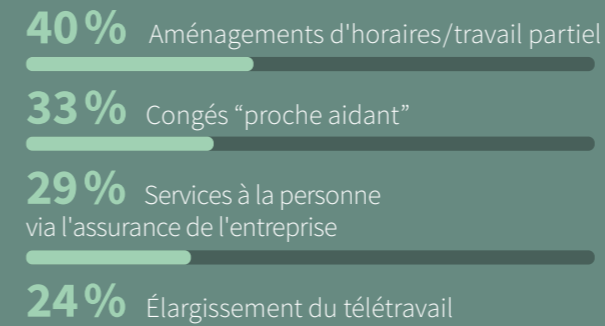 40 % Aménagements d'horaires/travail partiel
33 % Congés “proche aidant”
29 % Services à la personne
via l'assurance de l'entreprise
24 % Élargissement du télétravail